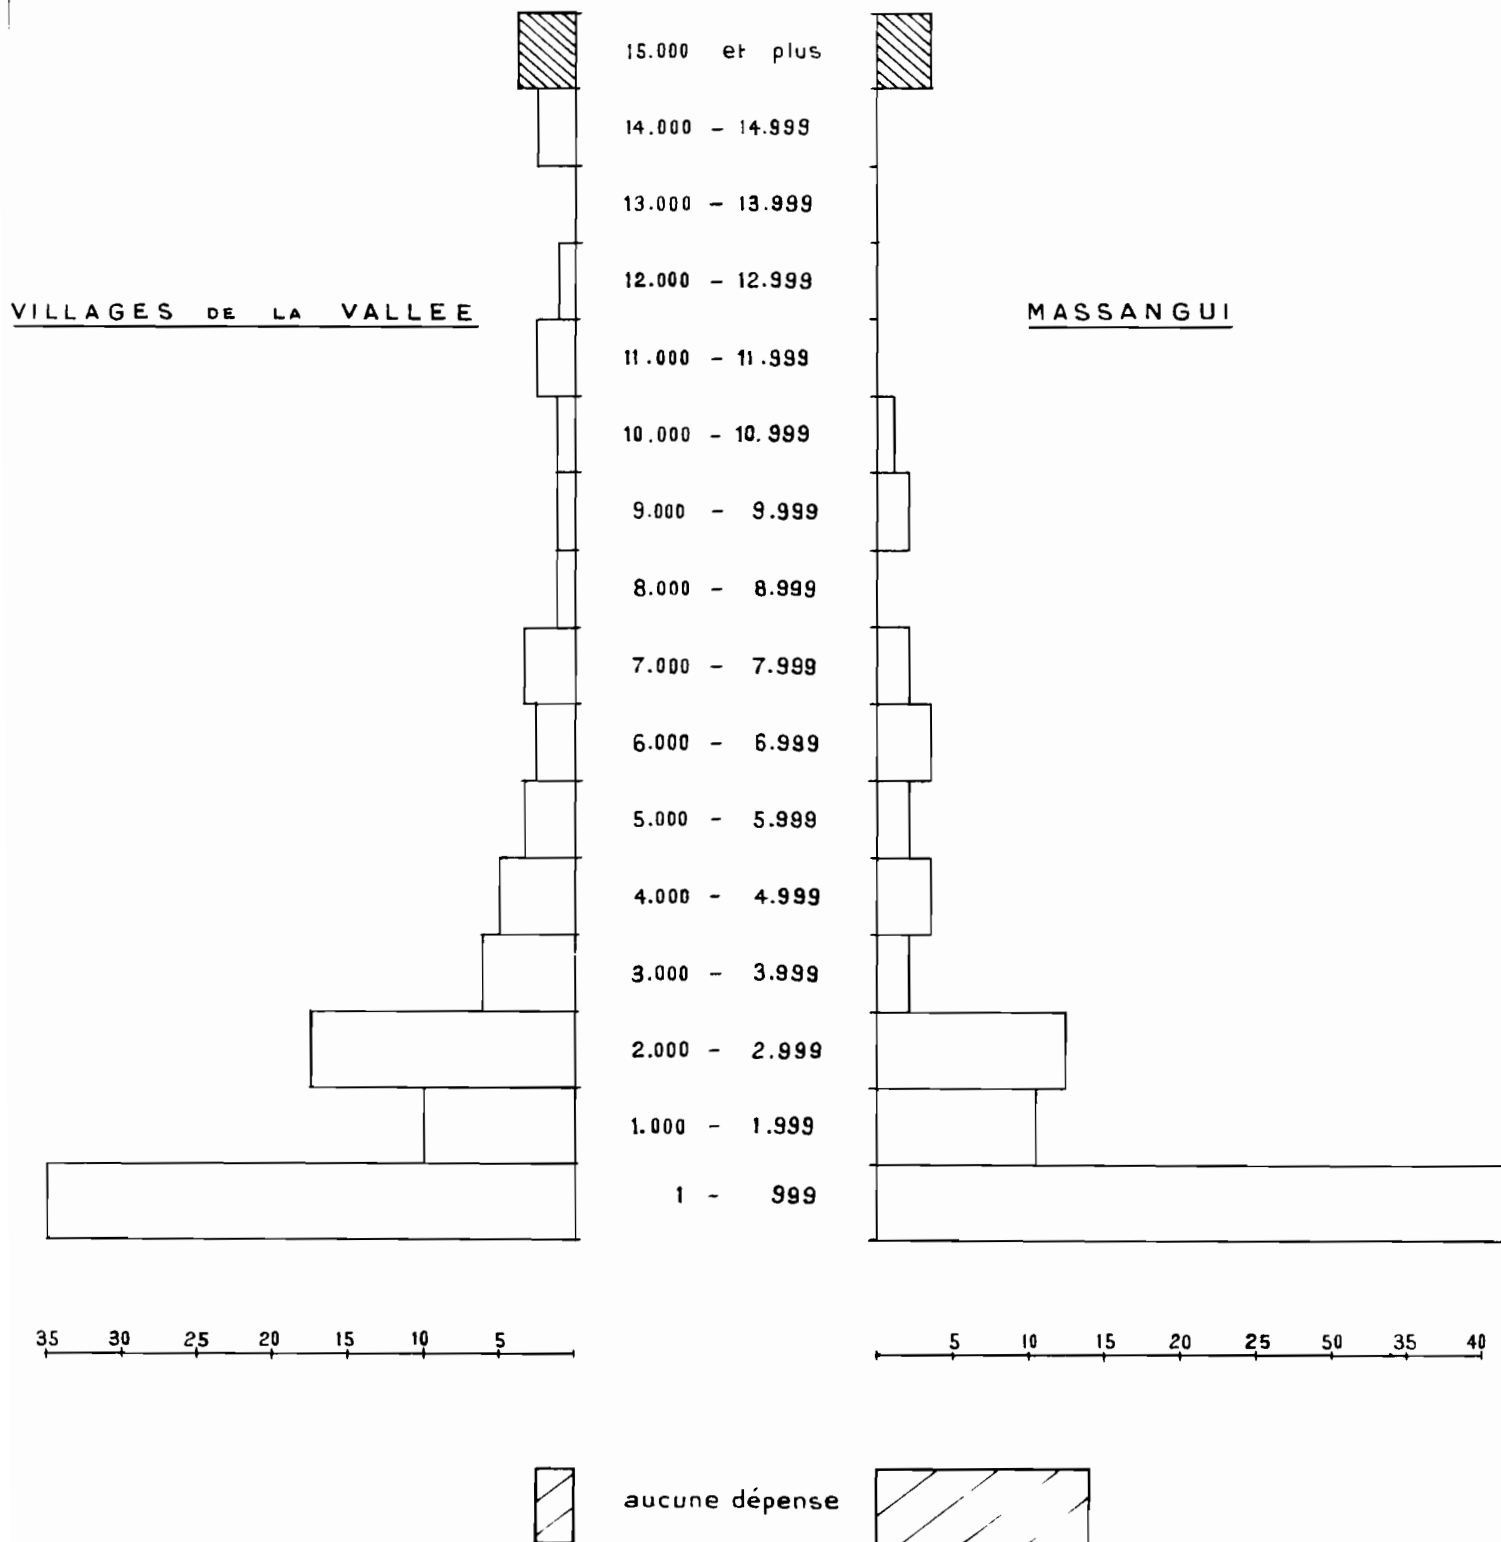 15.000 et plus
14.000 - 14.999
13.000 - 13.999
12.000 - 12.999
VILLAGES DE LA VALLEE
MASSANGUI
11.000 - 11.999
10.000 - 10.999
9.000 - 9.999
8.000 - 8.999
7.000 - 7.999
6.000 - 6.999
5.000 - 5.999
4.000 - 4.999
3.000 - 3.999
2.000 - 2.999
1.000 - 1.999
1 - 999
35 30 25 20 15 10 5
5 10 15 20 25 50 35 40
aucune dépense